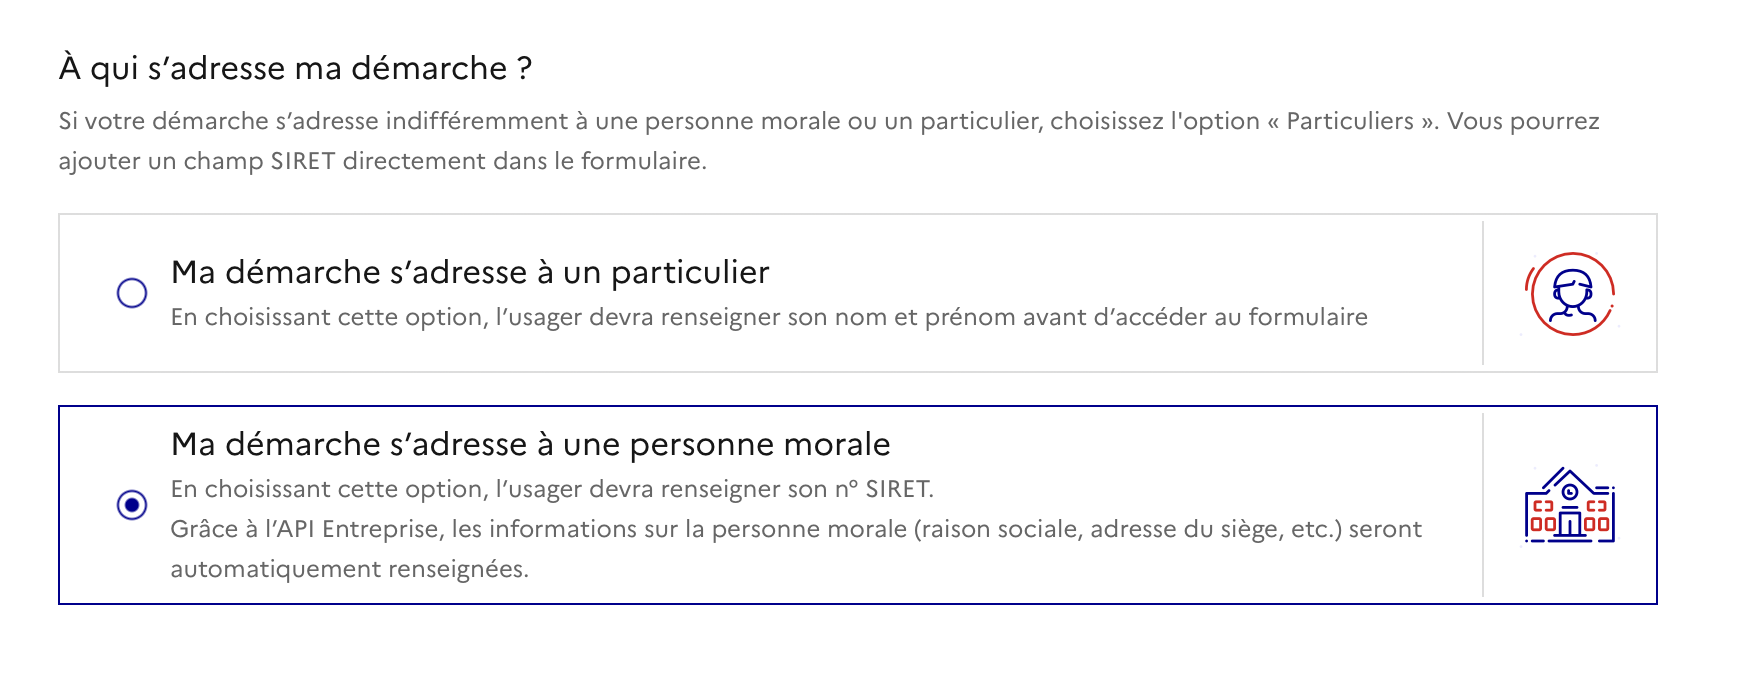 À qui s’adresse ma démarche ?
Si votre démarche s’adresse indifféremment à une personne morale ou un particulier, choisissez l'option « Particuliers ». Vous pourrez
ajouter un champ SIRET directement dans le formulaire.
Ma démarche s’adresse à un particulier
En choisissant cette option, l’usager devra renseigner son nom et prénom avant d’accéder au formulaire
Ma démarche s’adresse à une personne morale
En choisissant cette option, l’usager devra renseigner son n° SIRET.
Grâce à l’API Entreprise, les informations sur la personne morale (raison sociale, adresse du siège, etc.) seront
automatiquement renseignées.